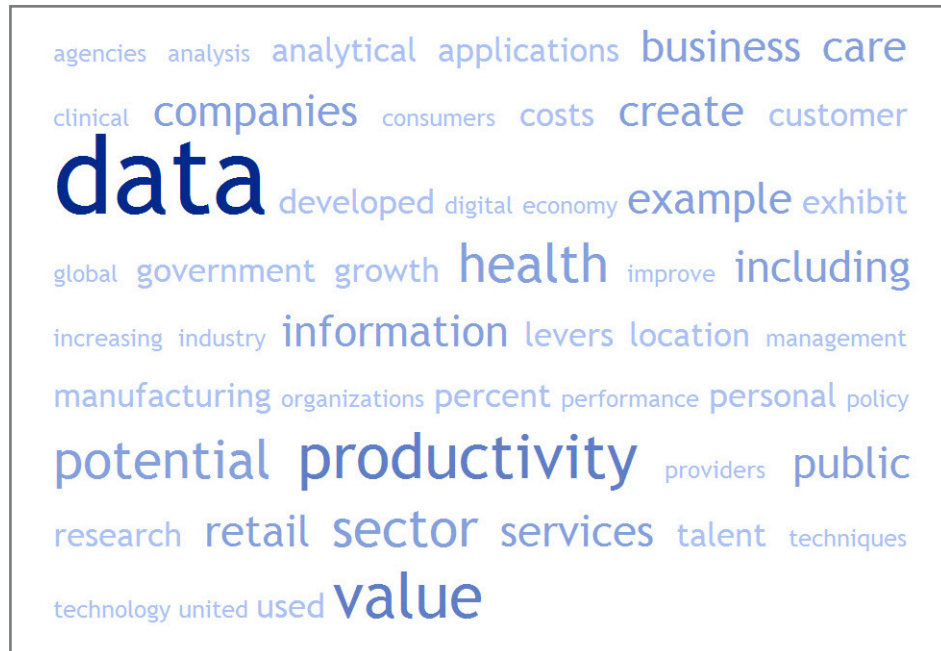 agencies analysis analytical applications business care
clinical companies consumers costs create customer
data developed digital economy example exhibit
global government growth health improve including
increasing industry information levers location management
manufacturing organizations percent performance personal policy
potential productivity providers public
research retail sector services talent techniques
technology united used value